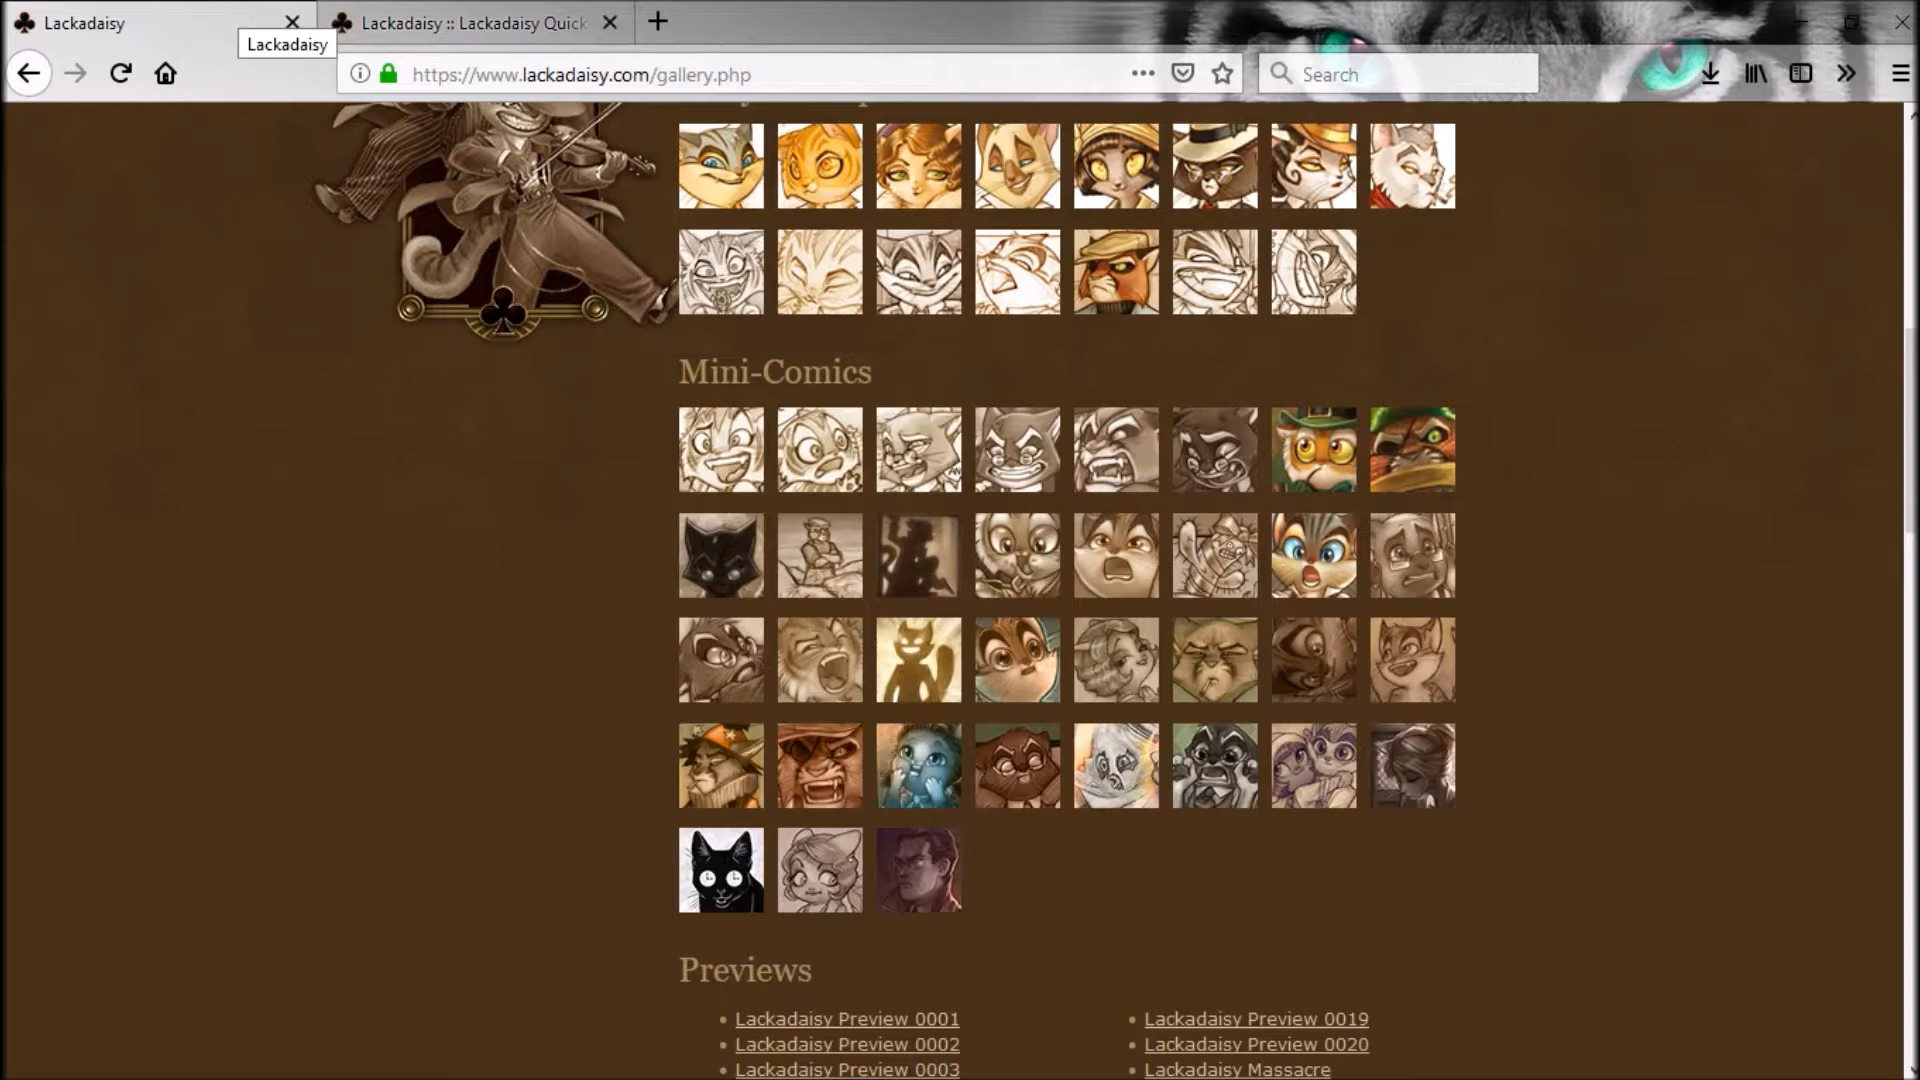 Lackadaisy
Lackadaisy :: Lackadaisy Quick
Lackadaisy
https://www.lackadaisy.com/gallery.php
Search
Mini-Comics
Previews
Lackadaisy Preview 0001
Lackadaisy Preview 0019
Lackadaisy Preview 0002
Lackadaisy Preview 0020
Lackadaisy Preview 0003
Lackadaisy Massacre